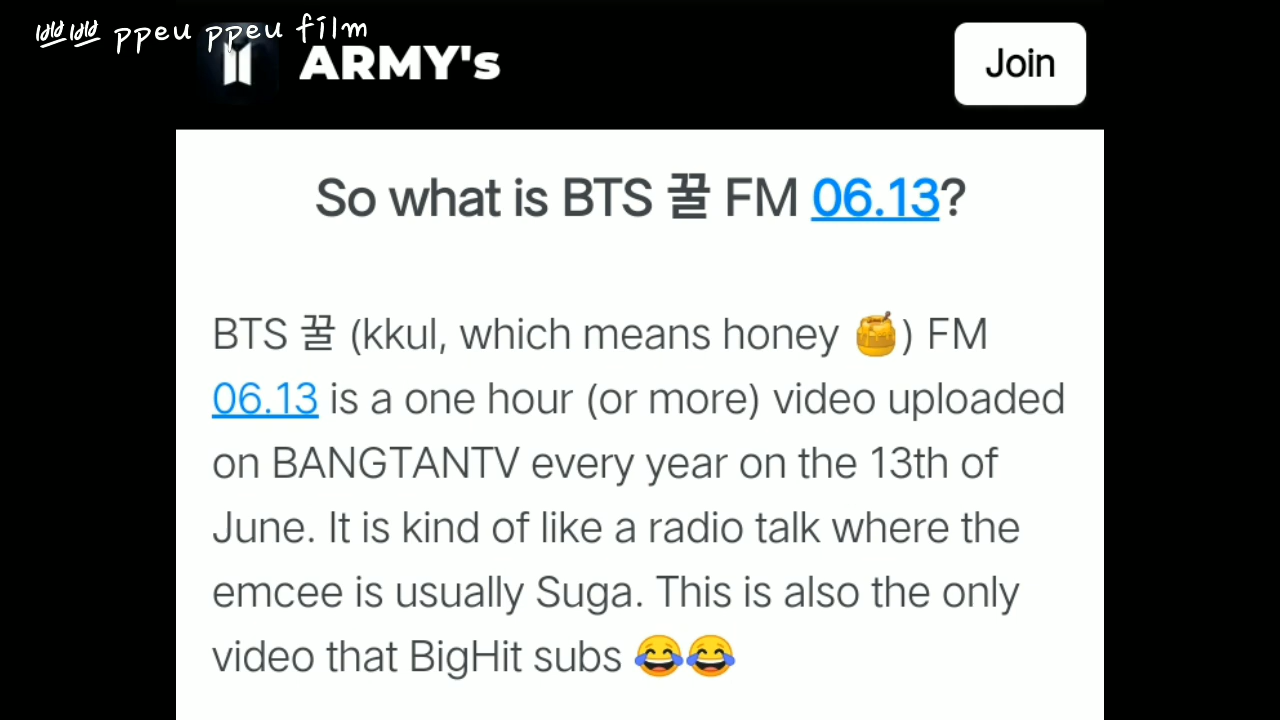 쁘쁘 ppeu ppeu film
ARMY's
Join
So what is BTS 꿀 FM 06.13?
BTS 꿀 (kkul, which means honey 🍯) FM
06.13 is a one hour (or more) video uploaded
on BANGTANTV every year on the 13th of
June. It is kind of like a radio talk where the
emcee is usually Suga. This is also the only
video that BigHit subs 😂😂